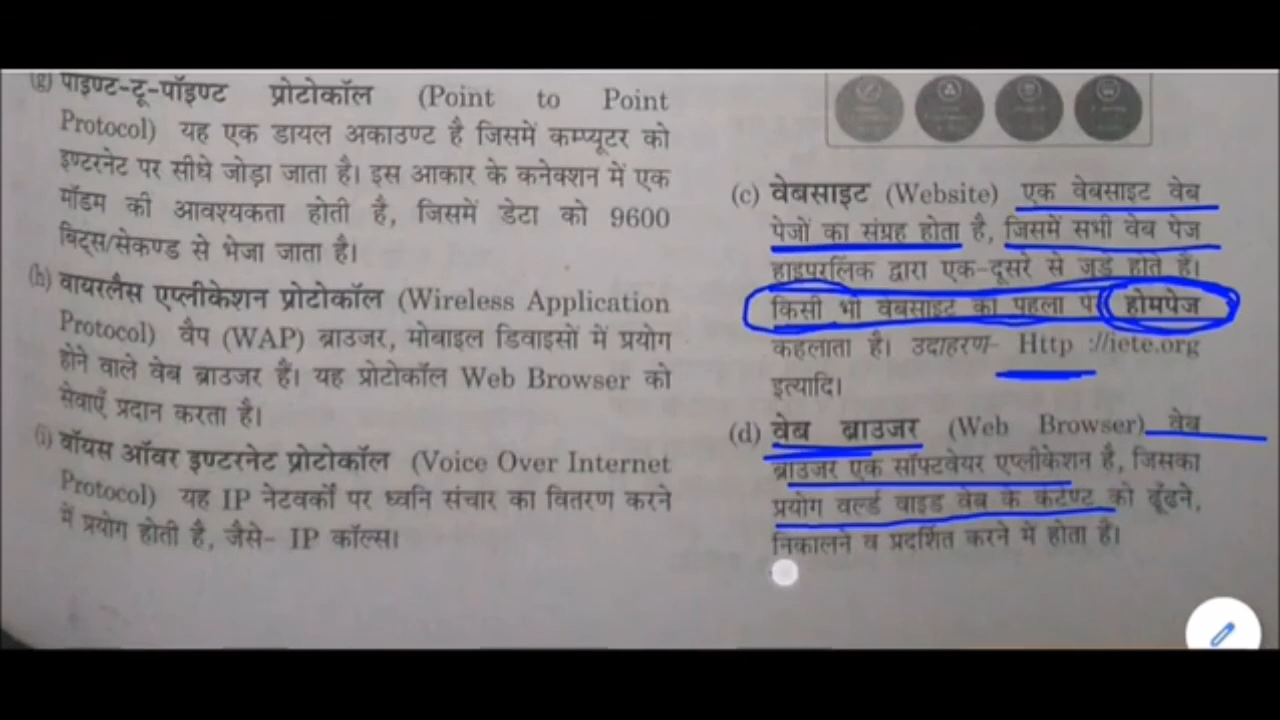 (g) पाइण्ट-टू-पॉइण्ट प्रोटोकॉल (Point to Point
Protocol) यह एक डायल अकाउण्ट है जिसमें कम्प्यूटर को
इण्टरनेट पर सीधे जोड़ा जाता है। इस आकार के कनेक्शन में एक
मॉडम की आवश्यकता होती है, जिसमें डेटा को 9600
बिट्स/सेकण्ड से भेजा जाता है।
(h) वायरलैस एप्लीकेशन प्रोटोकॉल (Wireless Application
Protocol) वैप (WAP) ब्राउजर, मोबाइल डिवाइसों में प्रयोग
होने वाले वेब ब्राउजर हैं। यह प्रोटोकॉल Web Browser को
सेवाएँ प्रदान करता है।
(i) वॉयस ऑवर इण्टरनेट प्रोटोकॉल (Voice Over Internet
Protocol) यह IP नेटवर्कों पर ध्वनि संचार का वितरण करने
में प्रयोग होती है, जैसे- IP कॉल्स।
(c) वेबसाइट (Website) एक वेबसाइट वेब
पेजों का संग्रह होता है, जिसमें सभी वेब पेज
हाइपरलिंक द्वारा एक-दूसरे से जुड़े होते हैं।
किसी भी वेबसाइट का पहला होमपेज
कहलाता है। उदाहरण- Http ://iete.org
इत्यादि।
(d) वेब ब्राउजर (Web Browser) वेब
ब्राउजर एक सॉफ्टवेयर एप्लीकेशन है, जिसका
प्रयोग वर्ल्ड वाइड वेब के कंटेण्ट को ढूँढने,
निकालने व प्रदर्शित करने में होता है।